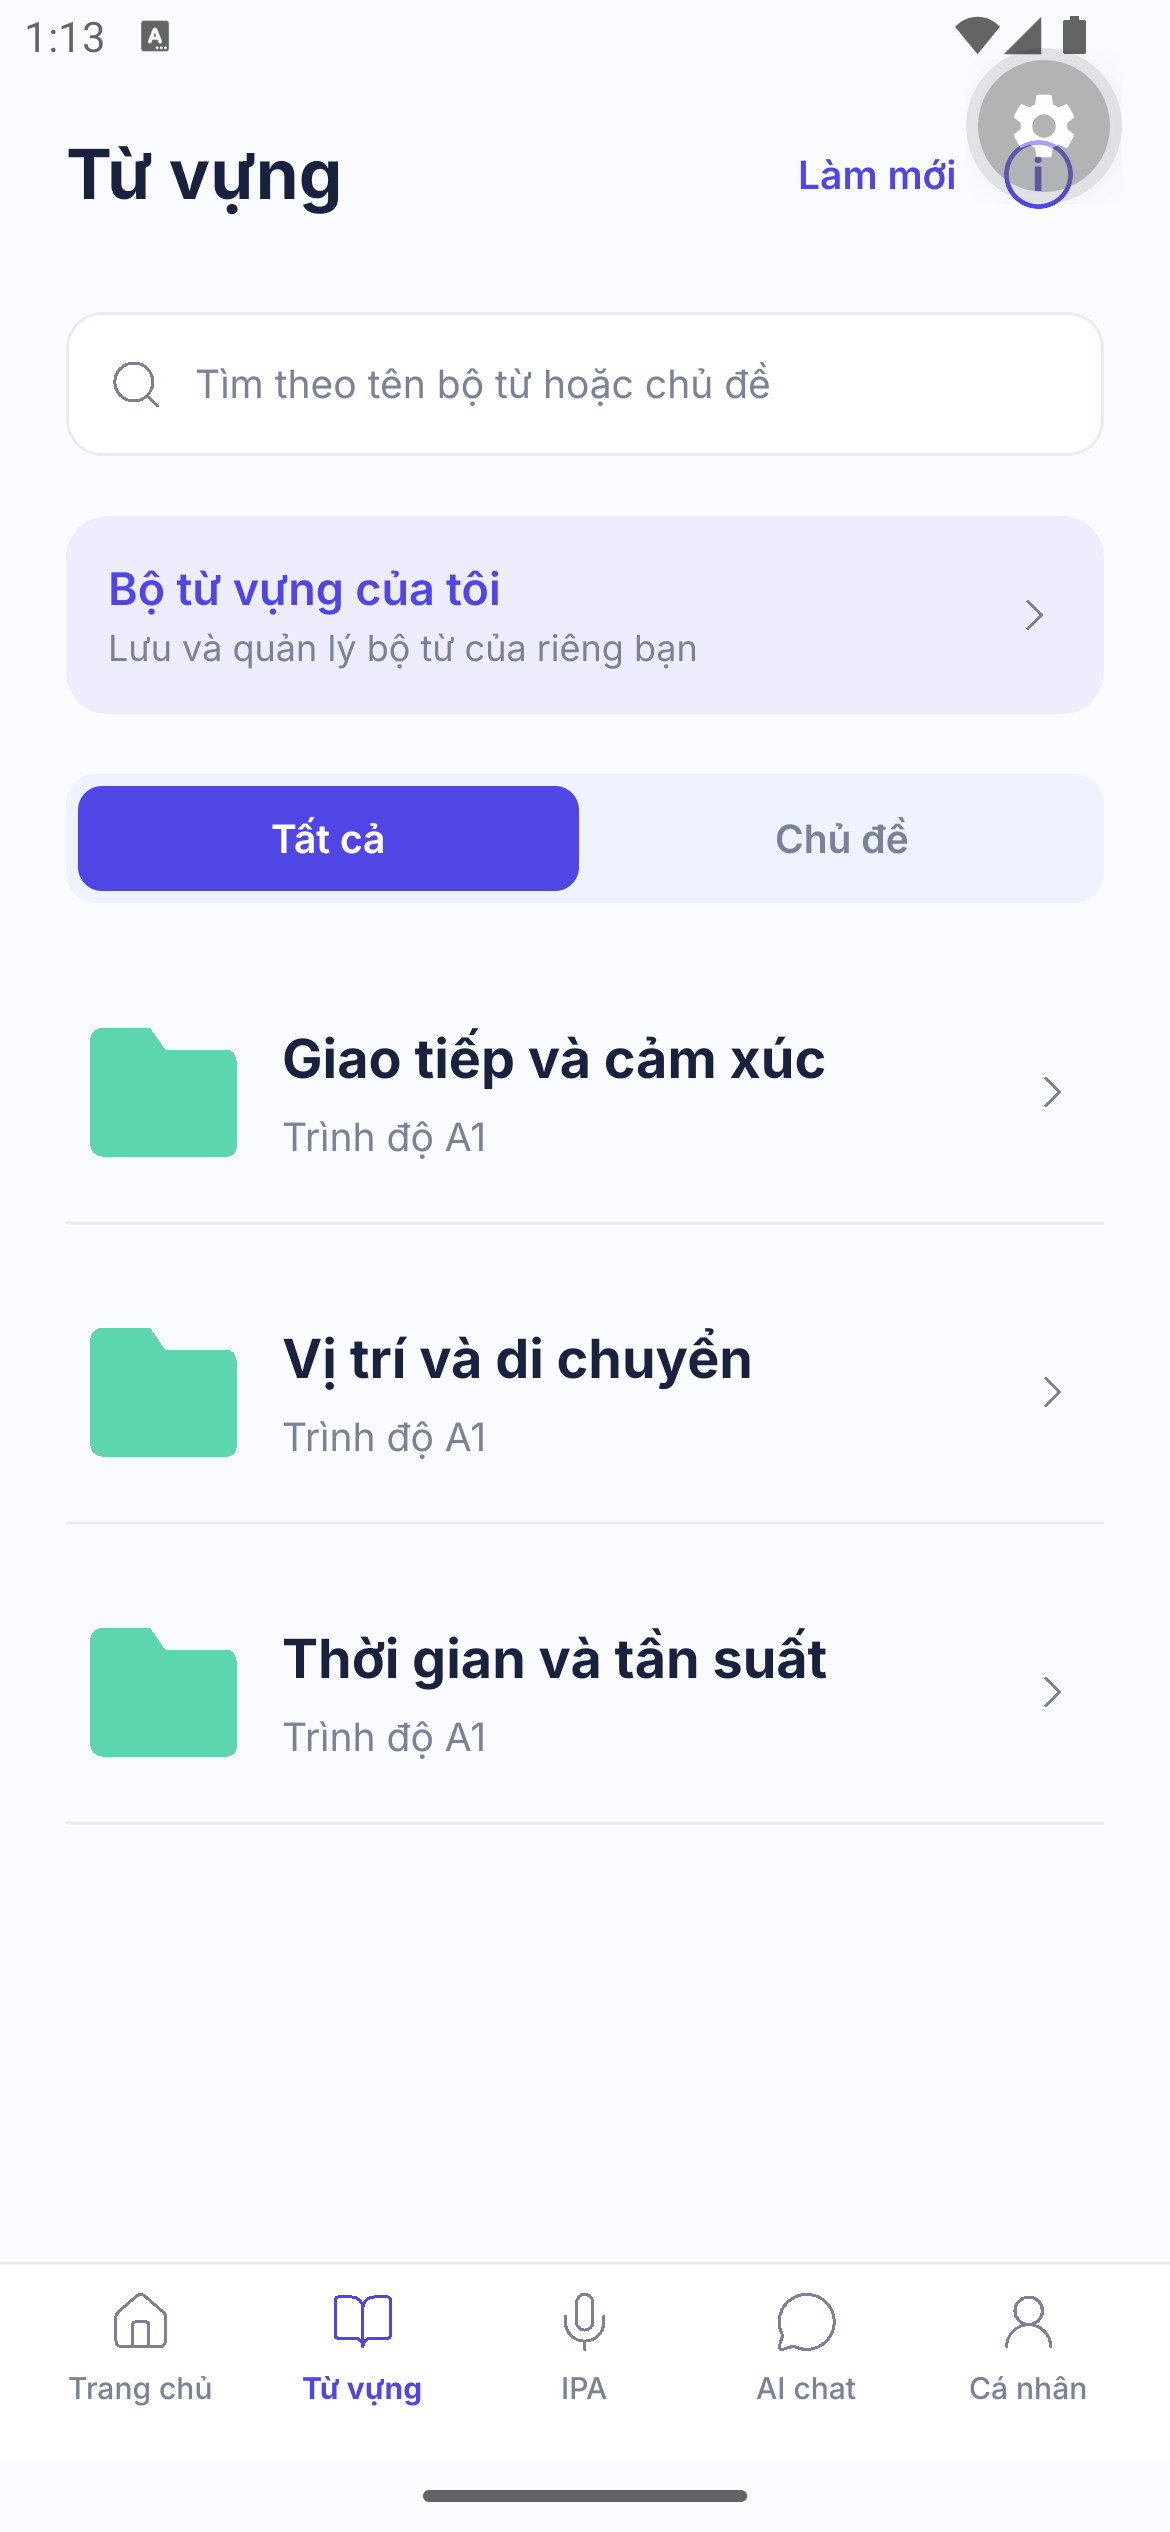 1:13
Từ vựng
Làm mới
Tìm theo tên bộ từ hoặc chủ đề
Bộ từ vựng của tôi
Lưu và quản lý bộ từ của riêng bạn
Tất cả
Chủ đề
Giao tiếp và cảm xúc
Trình độ A1
Vị trí và di chuyển
Trình độ A1
Thời gian và tần suất
Trình độ A1
Trang chủ
Từ vựng
IPA
AI chat
Cá nhân